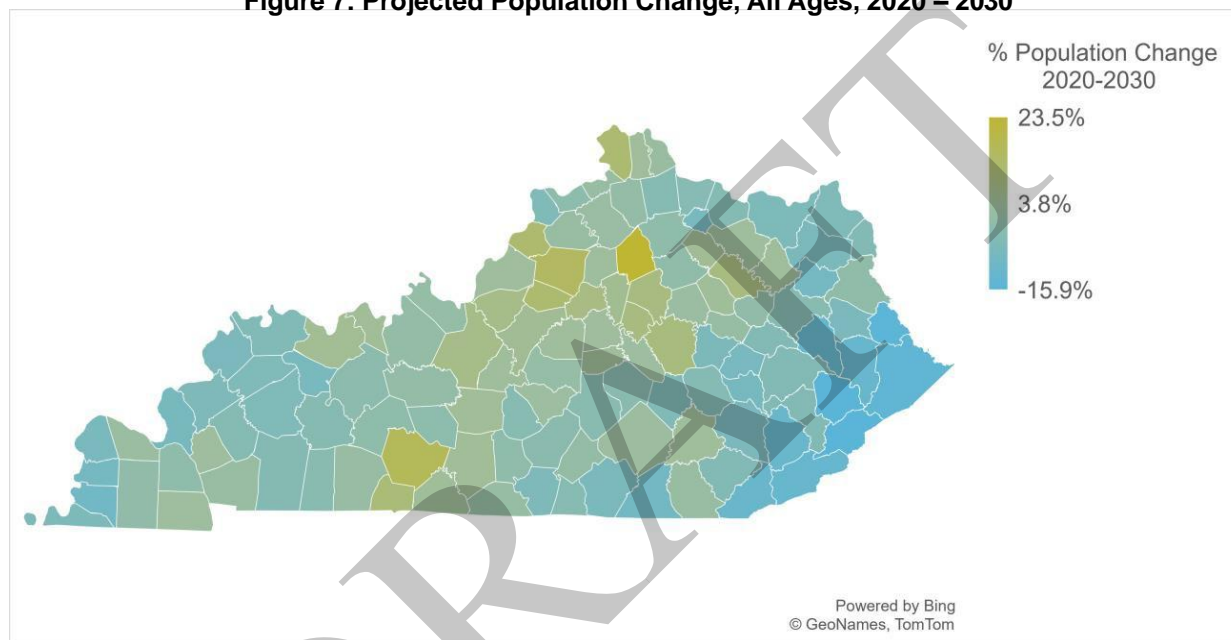 Figure 7: Projected Population Change, All Ages, 2020 – 2030
% Population Change
2020-2030
23.5%
3.8%
-15.9%
DRAFT
Powered by Bing
© GeoNames, TomTom